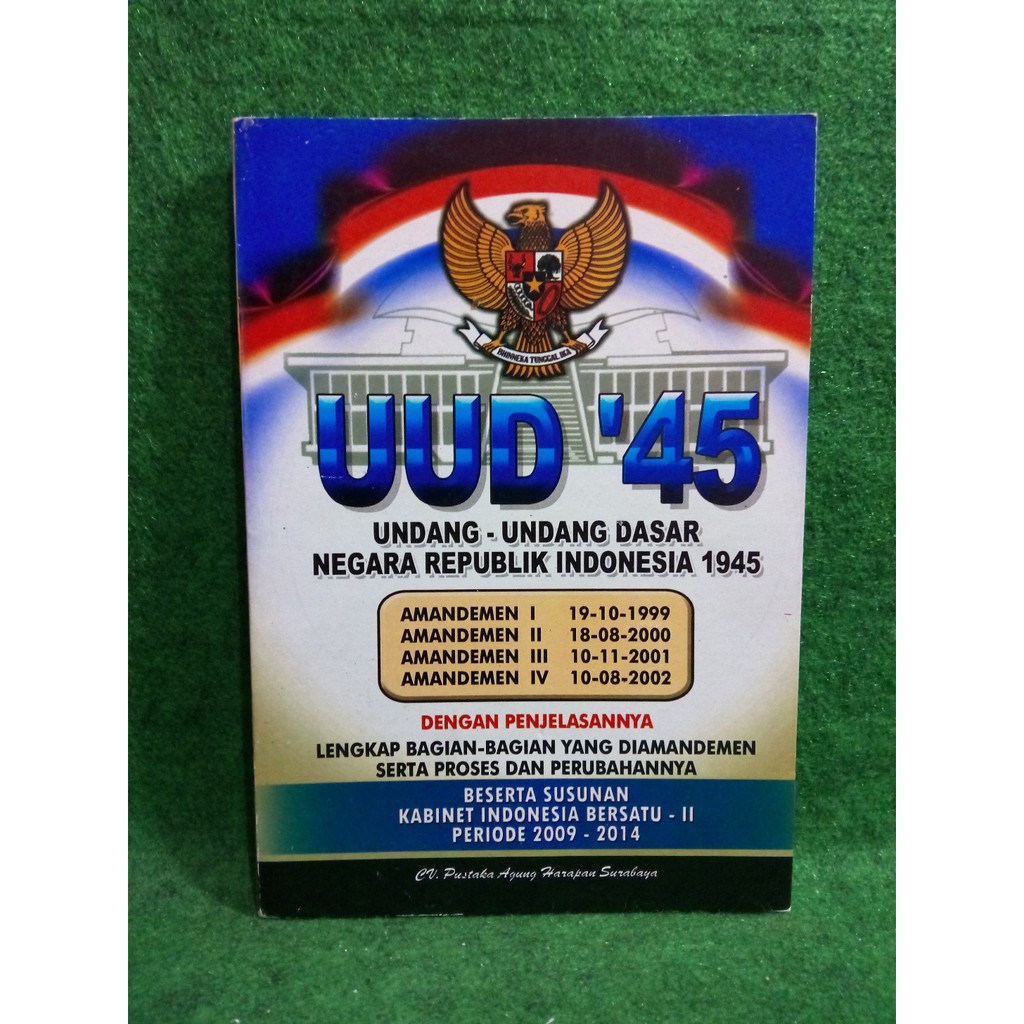 BHINNEKA TUNGGAL IKA
UUD '45
UNDANG - UNDANG DASAR
NEGARA REPUBLIK INDONESIA 1945
AMANDEMEN I 19-10-1999
AMANDEMEN II 18-08-2000
AMANDEMEN III 10-11-2001
AMANDEMEN IV 10-08-2002
DENGAN PENJELASANNYA
LENGKAP BAGIAN-BAGIAN YANG DIAMANDEMEN
SERTA PROSES DAN PERUBAHANNYA
BESERTA SUSUNAN
KABINET INDONESIA BERSATU - II
PERIODE 2009 - 2014
CV. Pustaka Agung Harapan Surabaya